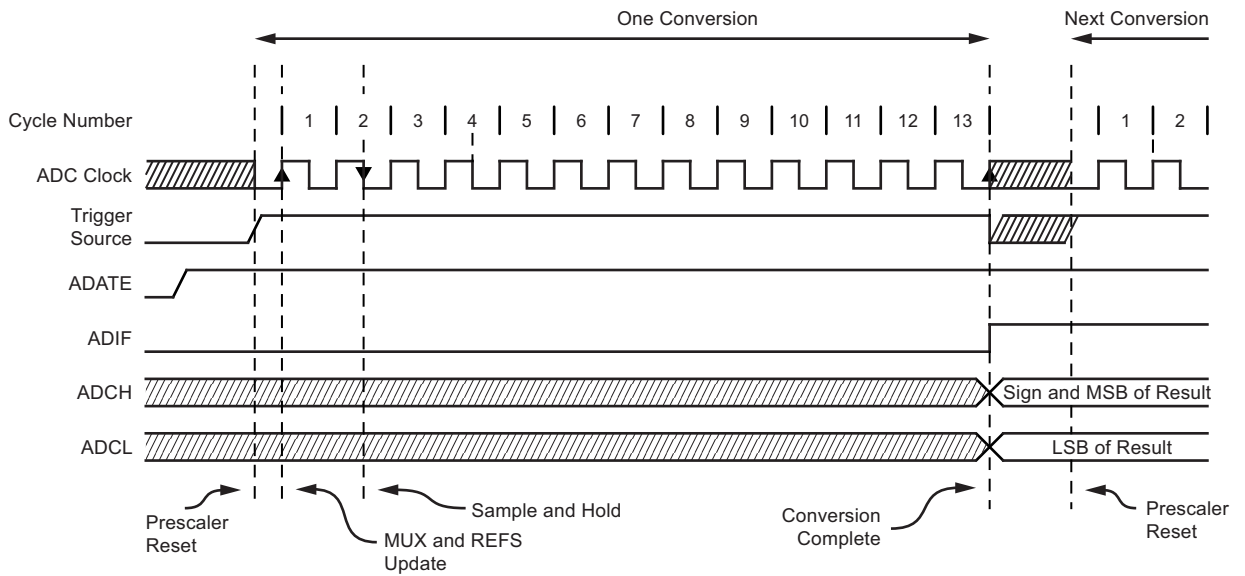 One Conversion
Next Conversion
Cycle Number
1 2 3 4 5 6 7 8 9 10 11 12 13 1 2
ADC Clock
Trigger
Source
ADATE
ADIF
ADCH
Sign and MSB of Result
ADCL
LSB of Result
Prescaler
Reset
MUX and REFS
Update
Sample and Hold
Conversion
Complete
Prescaler
Reset